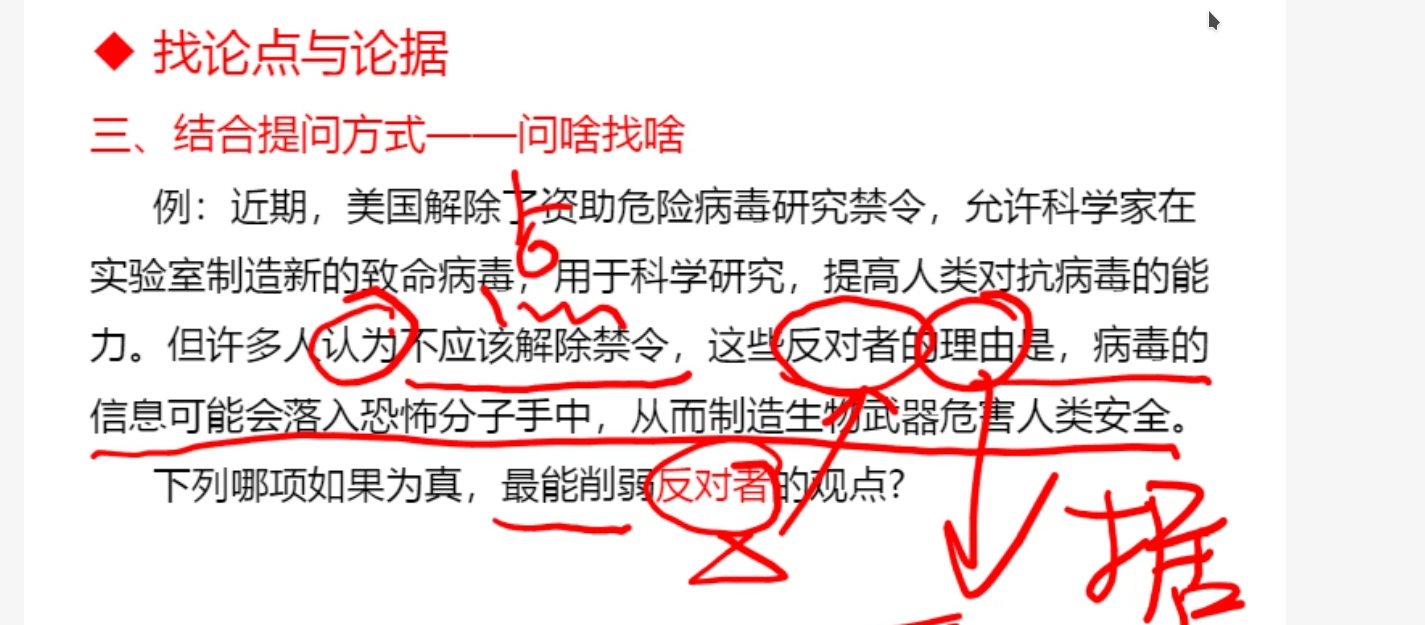 ◆ 找论点与论据
三、结合提问方式——问啥找啥
例：近期，美国解除了资助危险病毒研究禁令，允许科学家在
实验室制造新的致命病毒，用于科学研究，提高人类对抗病毒的能
力。但许多人认为不应该解除禁令，这些反对者的理由是，病毒的
信息可能会落入恐怖分子手中，从而制造生物武器危害人类安全。
下列哪项如果为真，最能削弱反对者的观点？
据